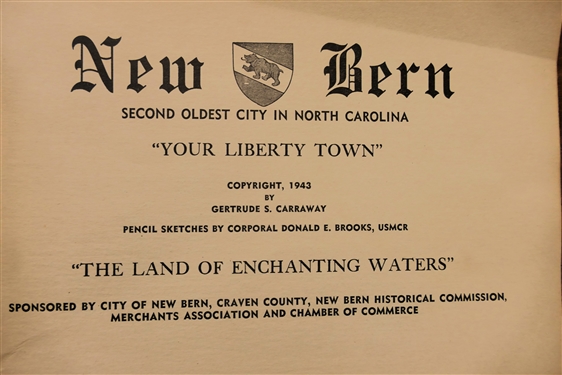 New Bern
SECOND OLDEST CITY IN NORTH CAROLINA
"YOUR LIBERTY TOWN"
COPYRIGHT, 1943
BY
GERTRUDE S. CARRAWAY
PENCIL SKETCHES BY CORPORAL DONALD E. BROOKS, USMCR
"THE LAND OF ENCHANTING WATERS"
SPONSORED BY CITY OF NEW BERN, CRAVEN COUNTY, NEW BERN HISTORICAL COMMISSION,
MERCHANTS ASSOCIATION AND CHAMBER OF COMMERCE